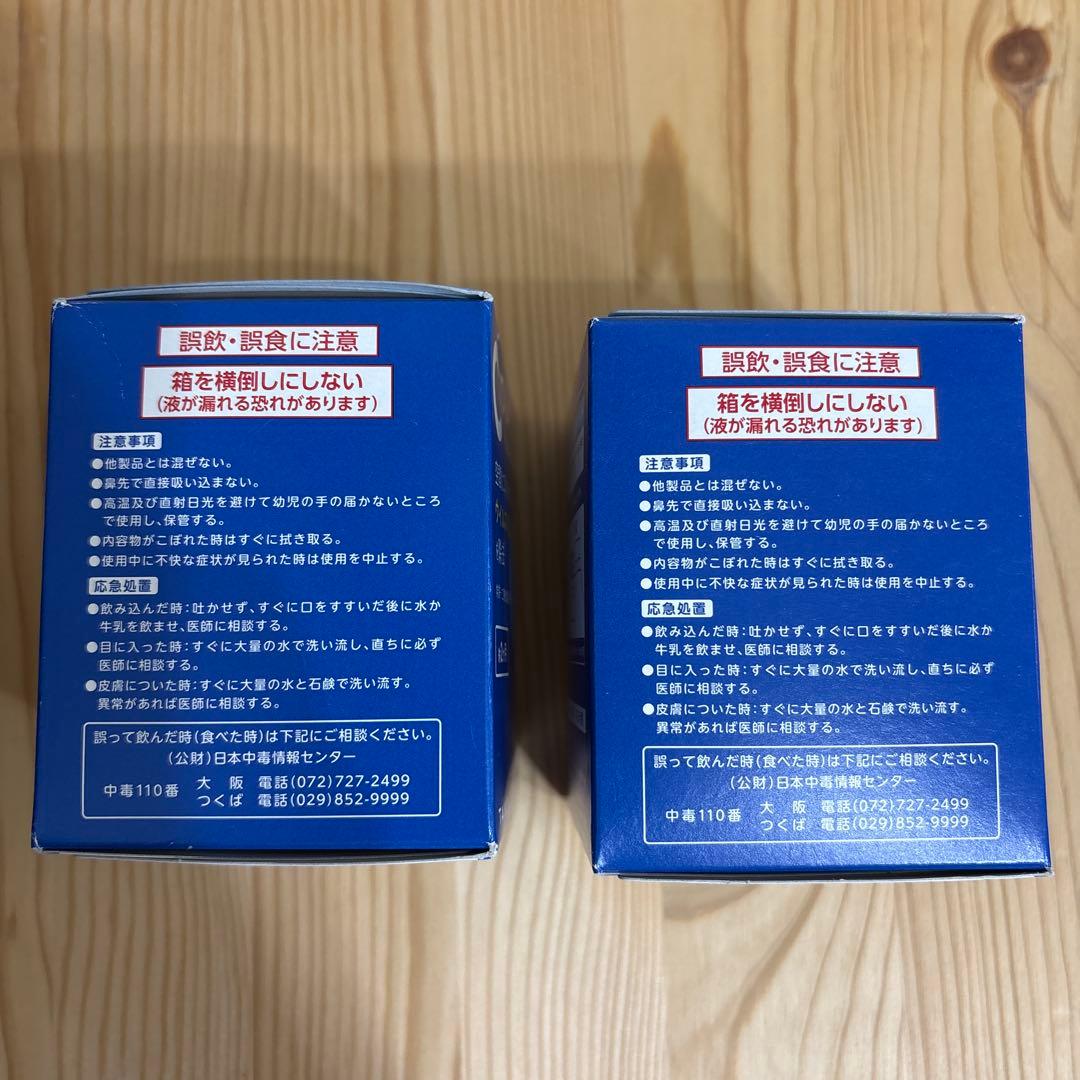 誤飲・誤食に注意
箱を横倒しにしない
(液が漏れる恐れがあります)
注意事項
●他製品とは混ぜない。
●鼻先で直接吸い込まない。
●高温及び直射日光を避けて幼児の手の届かないところ
で使用し、保管する。
●内容物がこぼれた時はすぐに拭き取る。
●使用中に不快な症状が見られた時は使用を中止する。
応急処置
●飲み込んだ時：吐かせず、すぐに口をすすいだ後に水か
牛乳を飲ませ、医師に相談する。
●目に入った時：すぐに大量の水で洗い流し、直ちに必ず
医師に相談する。
●皮膚についた時：すぐに大量の水と石鹸で洗い流す。
異常があれば医師に相談する。
誤って飲んだ時(食べた時)は下記にご相談ください。
(公財)日本中毒情報センター
中毒110番 大 阪 電話(072)727-2499
つくば 電話(029)852-9999
誤飲・誤食に注意
箱を横倒しにしない
(液が漏れる恐れがあります)
注意事項
●他製品とは混ぜない。
●鼻先で直接吸い込まない。
●高温及び直射日光を避けて幼児の手の届かないところ
で使用し、保管する。
●内容物がこぼれた時はすぐに拭き取る。
●使用中に不快な症状が見られた時は使用を中止する。
応急処置
●飲み込んだ時：吐かせず、すぐに口をすすいだ後に水か
牛乳を飲ませ、医師に相談する。
●目に入った時：すぐに大量の水で洗い流し、直ちに必ず
医師に相談する。
●皮膚についた時：すぐに大量の水と石鹸で洗い流す。
異常があれば医師に相談する。
誤って飲んだ時(食べた時)は下記にご相談ください。
(公財)日本中毒情報センター
中毒110番 大 阪 電話(072)727-2499
つくば 電話(029)852-9999